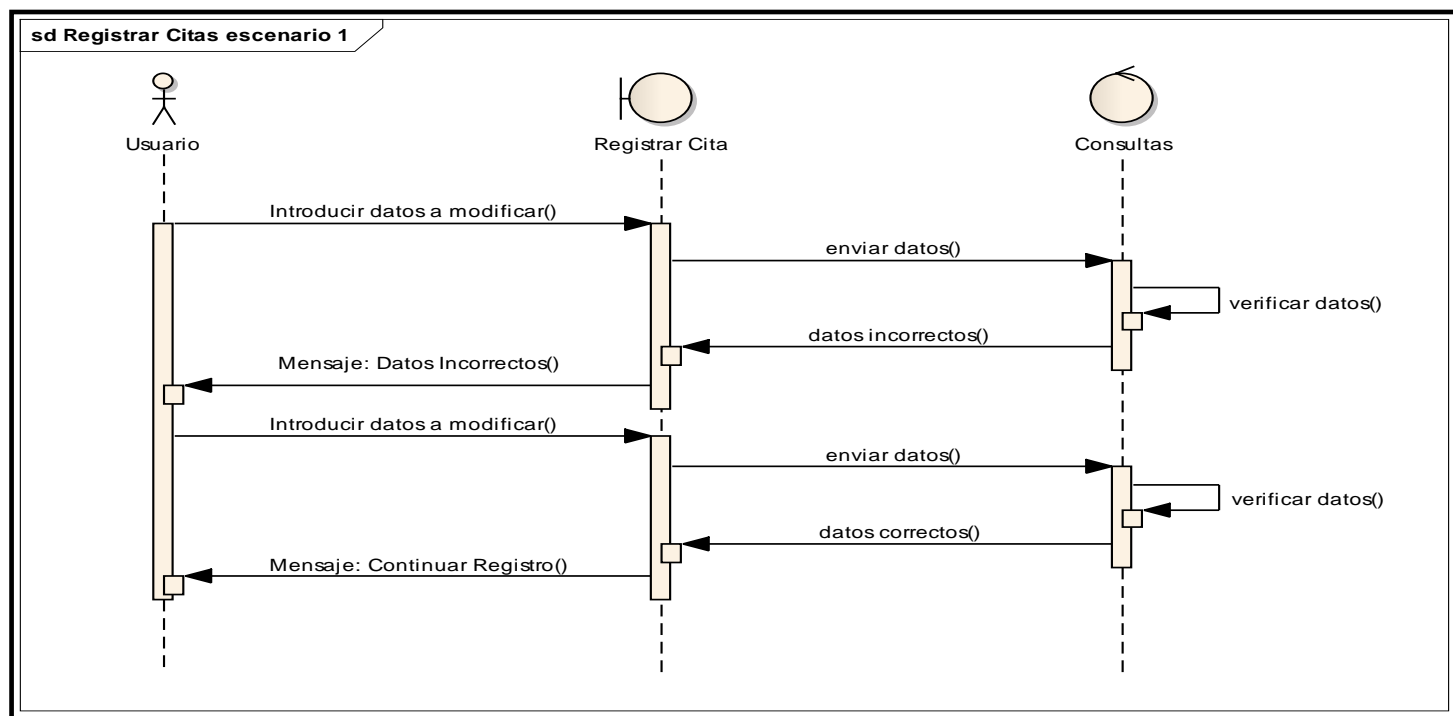 sd Registrar Citas escenario 1
Usuario
Registrar Cita
Consultas
Introducir datos a modificar()
enviar datos()
verificar datos()
datos incorrectos()
Mensaje: Datos Incorrectos()
Introducir datos a modificar()
enviar datos()
verificar datos()
datos correctos()
Mensaje: Continuar Registro()